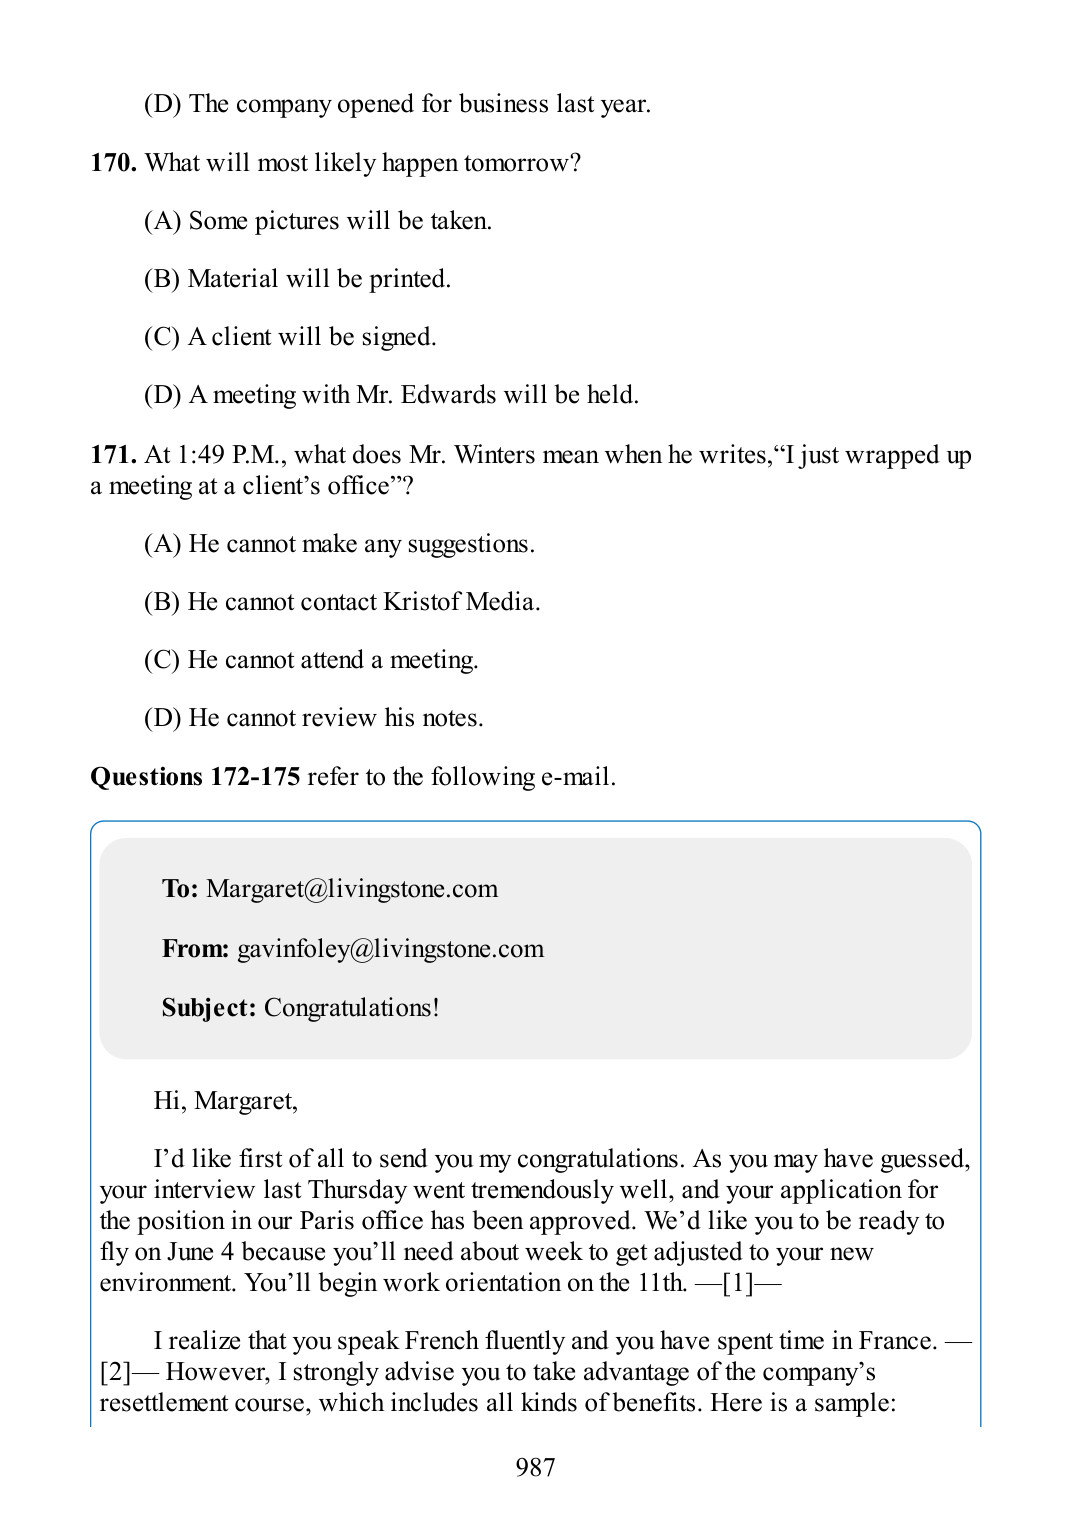 (D) The company opened for business last year.
170. What will most likely happen tomorrow?
(A) Some pictures will be taken.
(B) Material will be printed.
(C) A client will be signed.
(D) A meeting with Mr. Edwards will be held.
171. At 1:49 P.M., what does Mr. Winters mean when he writes,“I just wrapped up
a meeting at a client’s office”?
(A) He cannot make any suggestions.
(B) He cannot contact Kristof Media.
(C) He cannot attend a meeting.
(D) He cannot review his notes.
Questions 172-175 refer to the following e-mail.
To: Margaret@livingstone.com
From: gavinfoley@livingstone.com
Subject: Congratulations!
Hi, Margaret,
I’d like first of all to send you my congratulations. As you may have guessed,
your interview last Thursday went tremendously well, and your application for
the position in our Paris office has been approved. We’d like you to be ready to
fly on June 4 because you’ll need about week to get adjusted to your new
environment. You’ll begin work orientation on the 11th. —[1]—
I realize that you speak French fluently and you have spent time in France. —
[2]— However, I strongly advise you to take advantage of the company’s
resettlement course, which includes all kinds of benefits. Here is a sample:
987